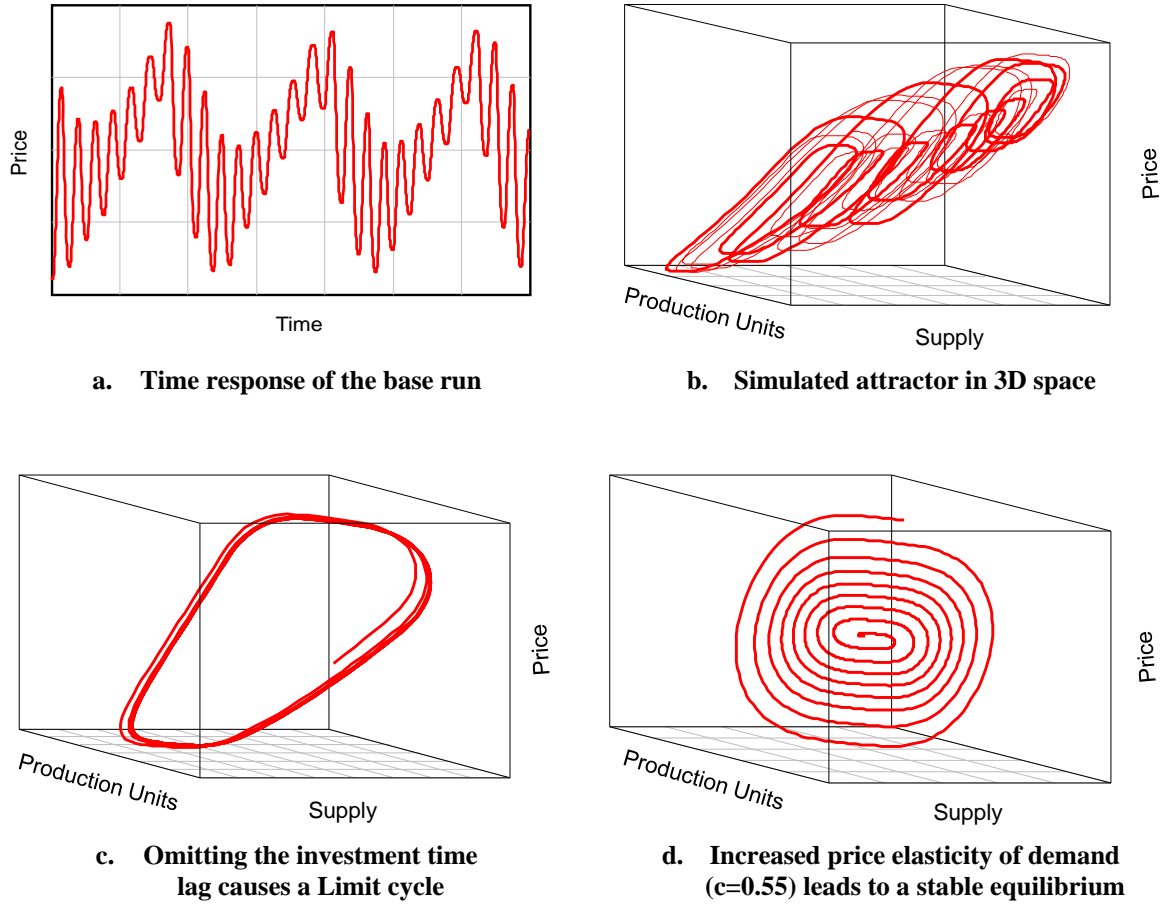 Price
Time
a. Time response of the base run
Production Units
Supply
Price
b. Simulated attractor in 3D space
Production Units
Supply
Price
c. Omitting the investment time
lag causes a Limit cycle
Production Units
Supply
Price
d. Increased price elasticity of demand
(c=0.55) leads to a stable equilibrium